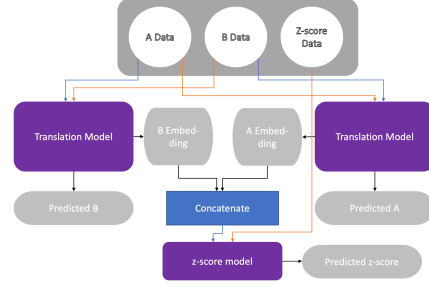 A Data
B Data
Z-score
Data
Translation Model
B Embed-
ding
A Embed-
ding
Translation Model
Predicted B
Concatenate
Predicted A
z-score model
Predicted z-score